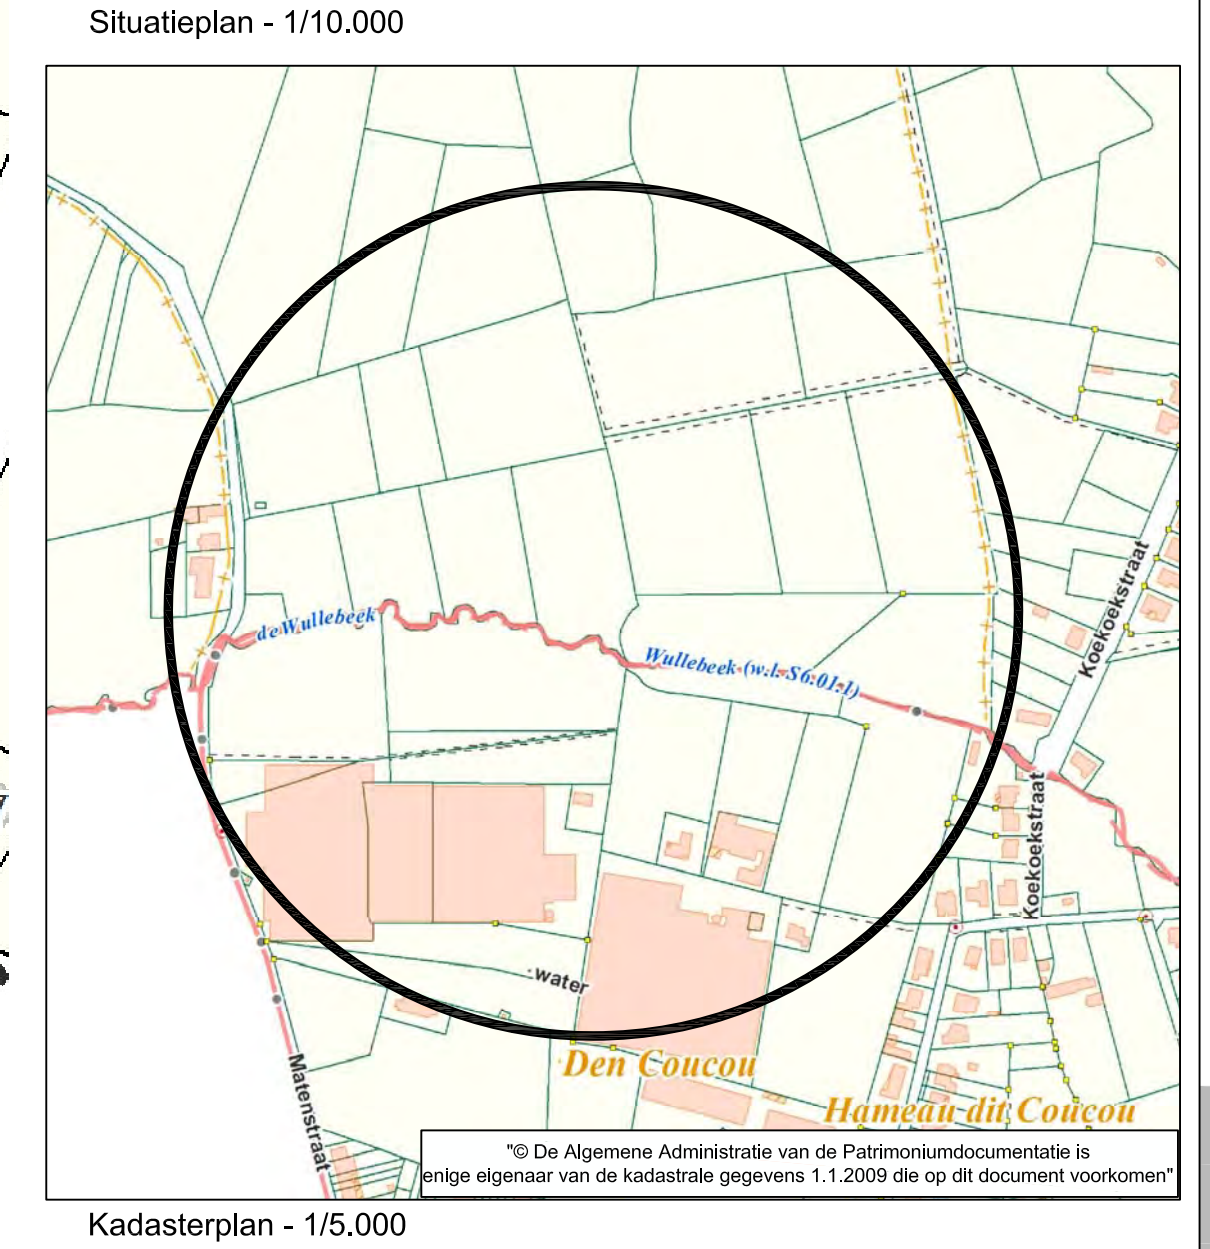 Situatieplan - 1/10.000
de Wullebeek
Wullebeek (w.l. S6.01.1)
Koekoekstraat
Koekoekstraat
water
Den Coucou
Hameau dit Coucou
Matenstraat
"© De Algemene Administratie van de Patrimoniumdocumentatie is
enige eigenaar van de kadastrale gegevens 1.1.2009 die op dit document voorkomen"
Kadasterplan - 1/5.000